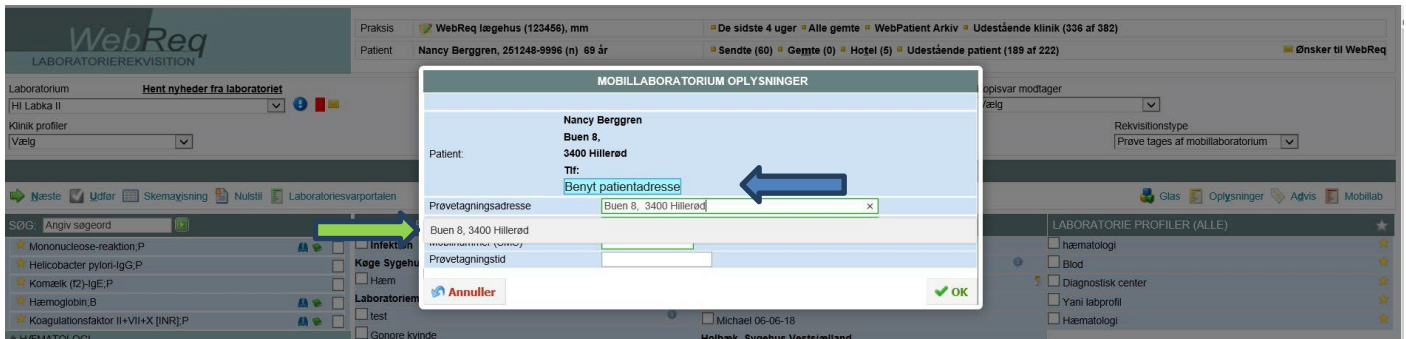 WebReq
LABORATORIEREKVISITION
Praksis WebReq lægehus (123456), mm De sidste 4 uger Alle gemte WebPatient Arkiv Udestående klinik (336 af 382)
Patient Nancy Berggren, 251248-9996 (n) 69 år Sendte (60) Gemte (0) Hotel (5) Udestående patient (189 af 222) Ønsker til WebReq
Laboratorium Hent nyheder fra laboratoriet
HI Labka II
Klinik profiler
Vælg
opisvar modtager
Vælg
Rekvisitionstype
Prøve tages af mobillaboratorium
MOBILLABORATORIUM OPLYSNINGER
Patient:
Nancy Berggren
Buen 8,
3400 Hillerød
Tlf:
Benyt patientadresse
Prøvetagningsadresse Buen 8, 3400 Hillerød x
Buen 8, 3400 Hillerød
Mobilnummer (SMS)
Prøvetagningstid
Annuller OK
Næste Udfør Skemavisning Nulstil Laboratoriesvarportalen
Glas Oplysninger Advis Mobillab
SØG: Angiv søgeord
Mononucleose-reaktion;P
Helicobacter pylori-IgG;P
Komælk (f2)-IgE;P
Hæmoglobin;B
Koagulationsfaktor II+VII+X [INR];P
HÆMATOLOGI
Infektion
Køge Sygehu
Hæm
Laboratoriem
test
Gonore kvinde
Michael 06-06-18
Holbæk Sygehus Vestsjælland
LABORATORIE PROFILER (ALLE)
hæmatologi
Blod
Diagnostisk center
Yani labprofil
Hæmatologi